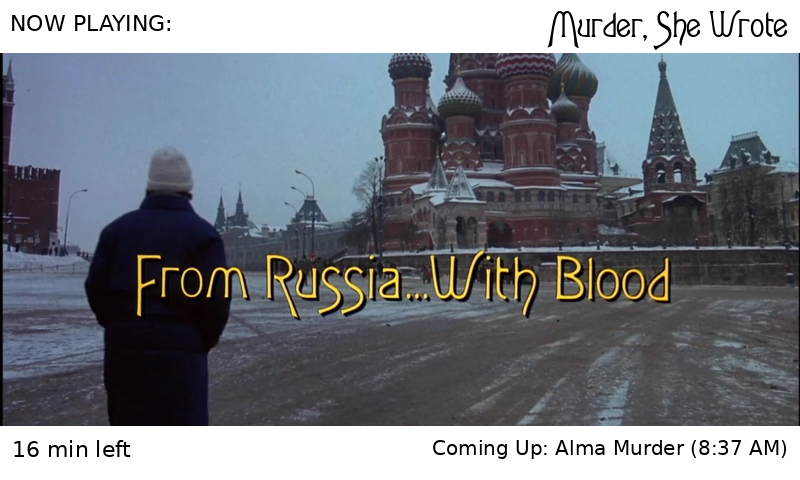 NOW PLAYING:
Murder, She Wrote
From Russia...With Blood
16 min left
Coming Up: Alma Murder (8:37 AM)